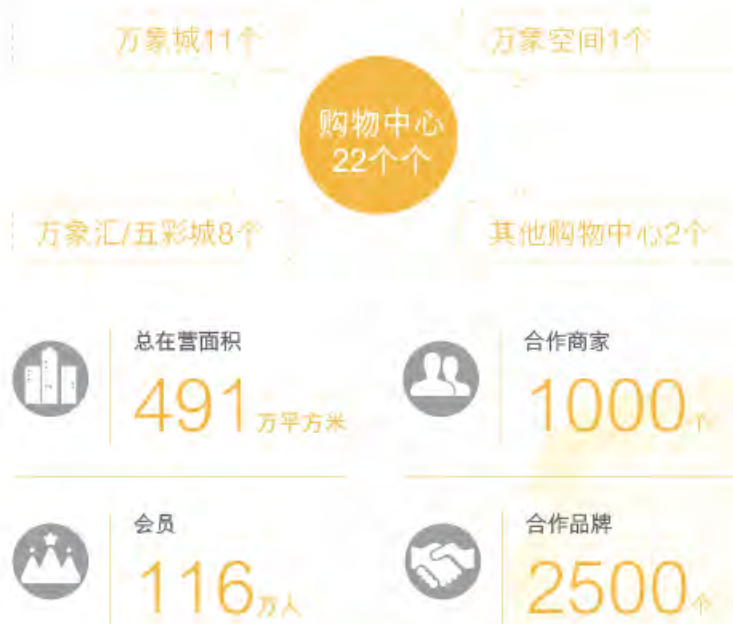 万象城11个
万象空间1个
购物中心
22个个
万象汇/五彩城8个
其他购物中心2个
总在营面积
491万平方米
合作商家
1000个
会员
116万人
合作品牌
2500个